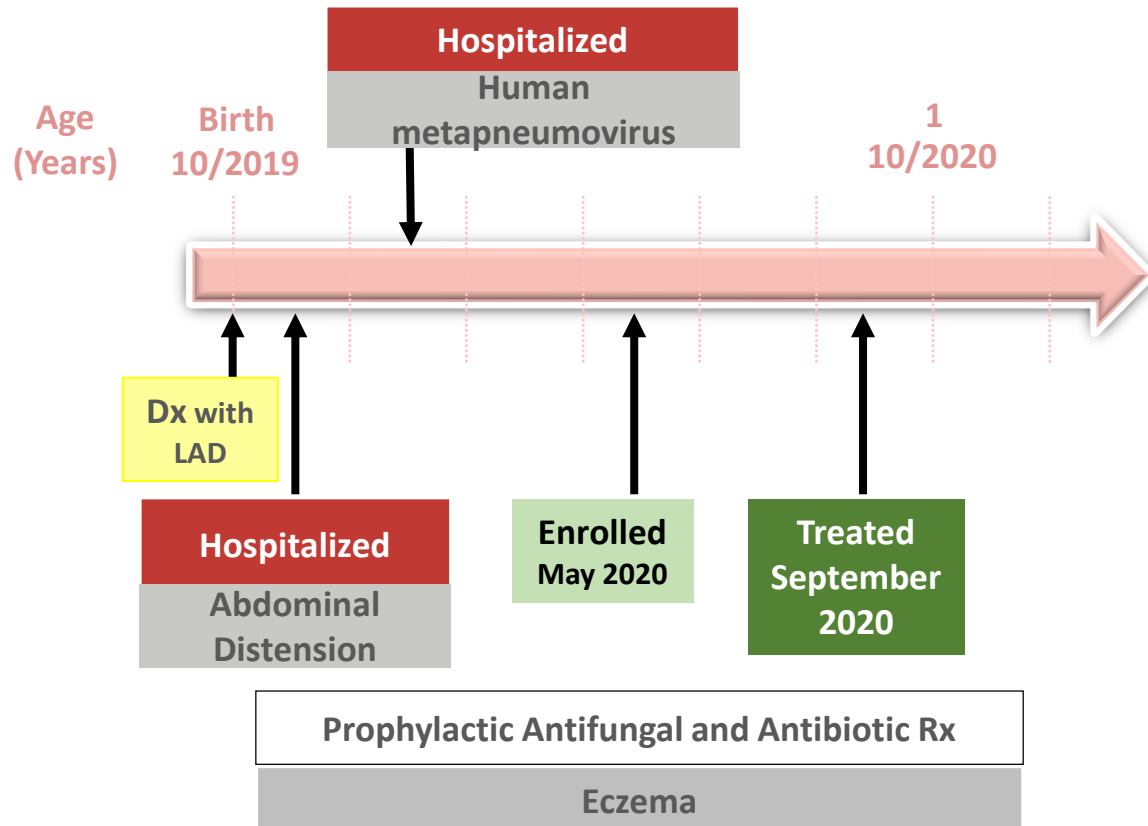 Hospitalized
Human
metapneumovirus
Age
(Years)
Birth
10/2019
1
10/2020
Dx with
LAD
Hospitalized
Abdominal
Distension
Enrolled
May 2020
Treated
September
2020
Prophylactic Antifungal and Antibiotic Rx
Eczema